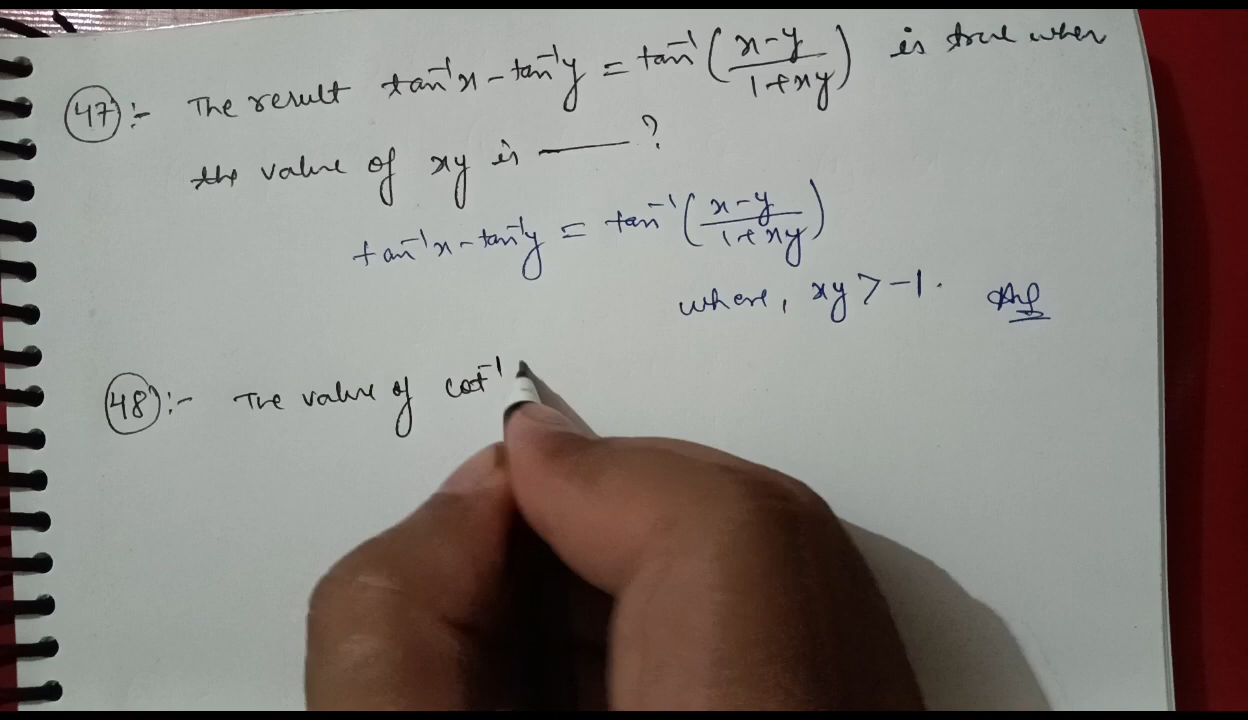 47 :- The result tan⁻¹x - tan⁻¹y = tan⁻¹(x-y/1+xy) is true when
the value of xy is —— ?
tan⁻¹x - tan⁻¹y = tan⁻¹(x-y/1+xy)
where, xy > -1. Ans
48 :- The value of cot⁻¹